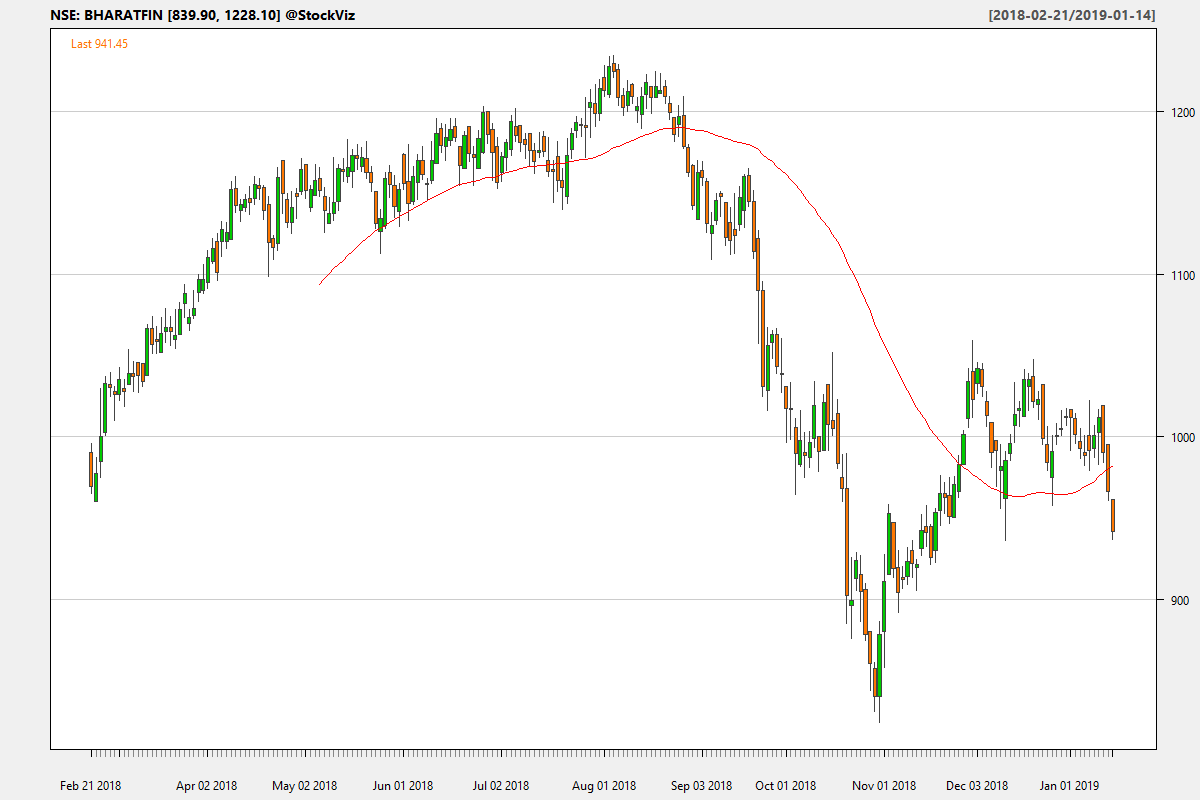 NSE: BHARATFIN [839.90, 1228.10] @StockViz
[2018-02-21/2019-01-14]
Last 941.45
1200
1100
1000
900
Feb 21 2018 Apr 02 2018 May 02 2018 Jun 01 2018 Jul 02 2018 Aug 01 2018 Sep 03 2018 Oct 01 2018 Nov 01 2018 Dec 03 2018 Jan 01 2019